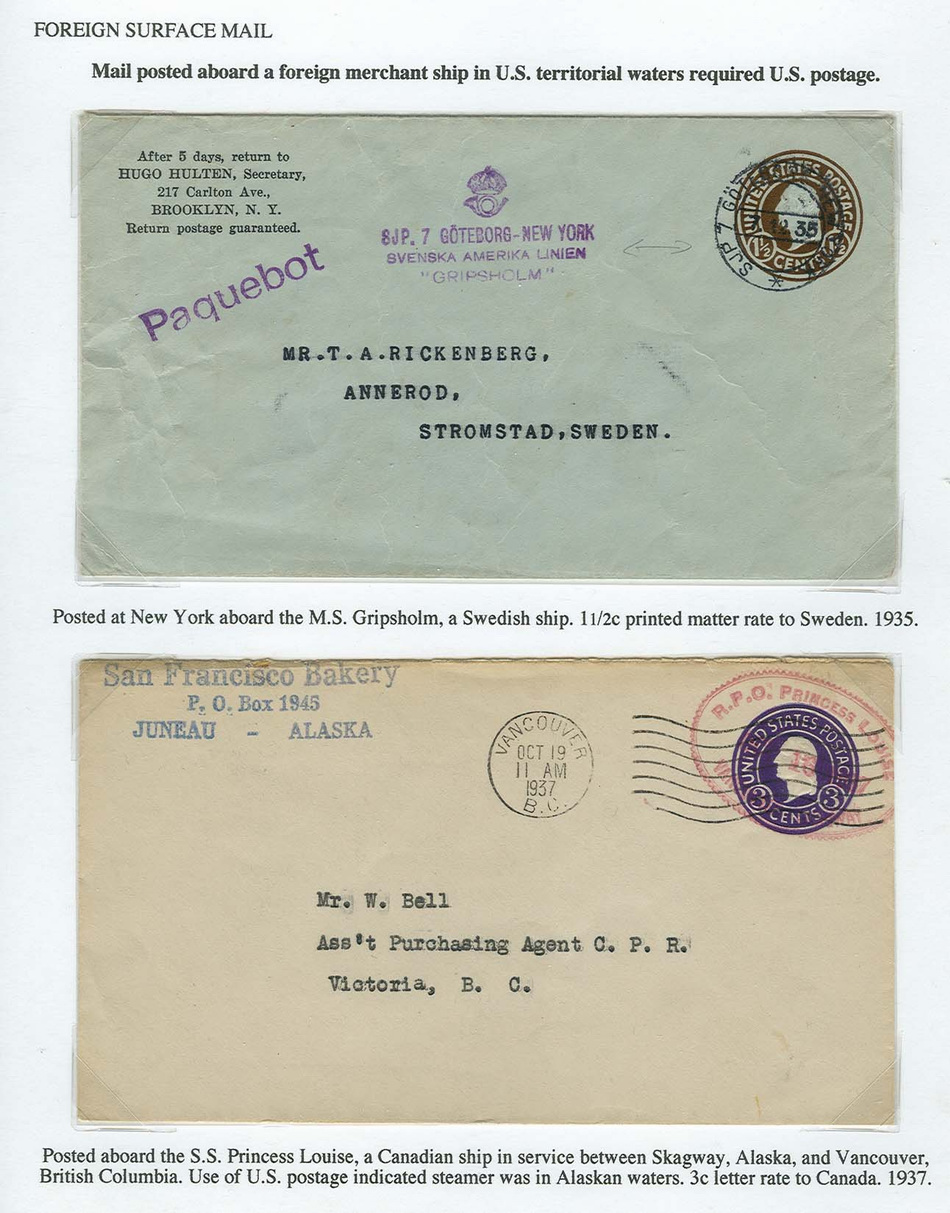 FOREIGN SURFACE MAIL
Mail posted aboard a foreign merchant ship in U.S. territorial waters required U.S. postage.
After 5 days, return to
HUGO HULTEN, Secretary,
217 Carlton Ave.,
BROOKLYN, N. Y.
Return postage guaranteed.
SJP. 7 GÖTEBORG-NEW YORK
SVENSKA AMERIKA LINIEN
"GRIPSHOLM"
Paquebot
UNITED STATES POSTAGE
1½ CENTS
SJP 7
35
MR.T.A.RICKENBERG,
ANNEROD,
STROMSTAD,SWEDEN.
Posted at New York aboard the M.S. Gripsholm, a Swedish ship. 11/2c printed matter rate to Sweden. 1935.
San Francisco Bakery
P. O. Box 1945
JUNEAU - ALASKA
VANCOUVER
OCT 19
11 AM
1937
B.C.
R.P.O. PRINCESS LOUISE
UNITED STATES POSTAGE
3 CENTS 3
Mr. W. Bell
Ass't Purchasing Agent C. P. R.
Victoria, B. C.
Posted aboard the S.S. Princess Louise, a Canadian ship in service between Skagway, Alaska, and Vancouver,
British Columbia. Use of U.S. postage indicated steamer was in Alaskan waters. 3c letter rate to Canada. 1937.